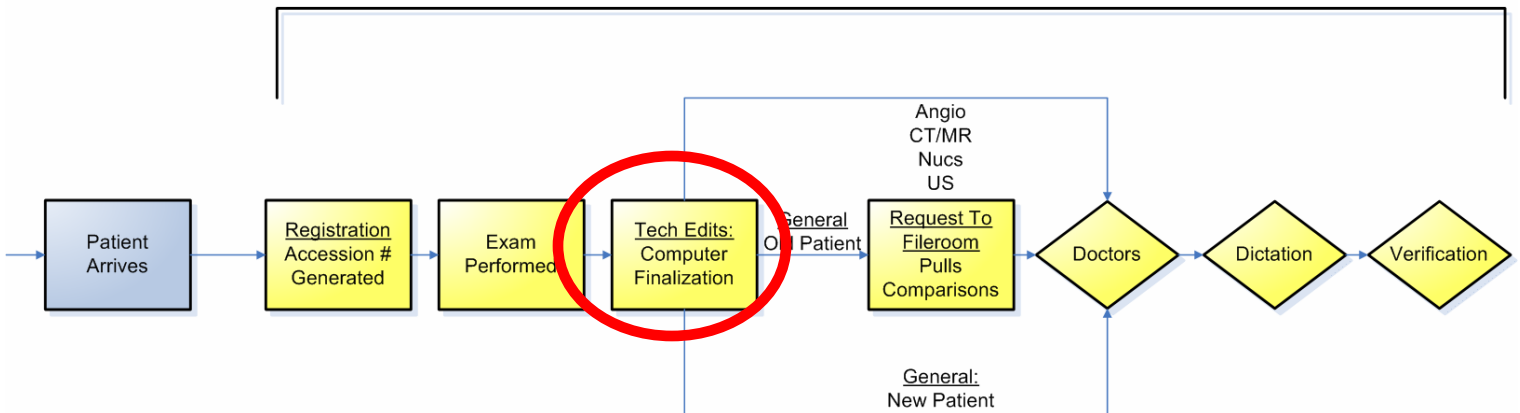 Patient
Arrives
Registration
Accession #
Generated
Exam
Performed
Tech Edits:
Computer
Finalization
Angio
CT/MR
Nucs
US
General
Old Patient
Request To
Fileroom
Pulls
Comparisons
General:
New Patient
Doctors
Dictation
Verification